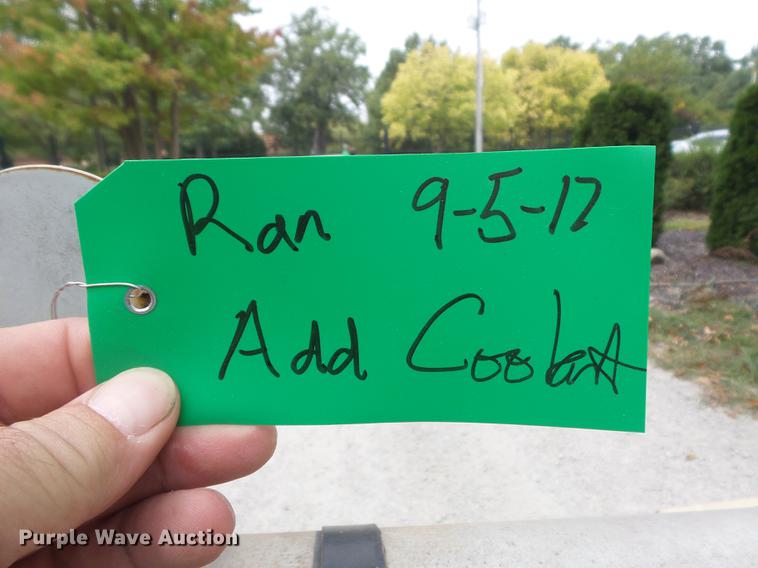 Ran 9-5-17
Add Coolant
Purple Wave Auction